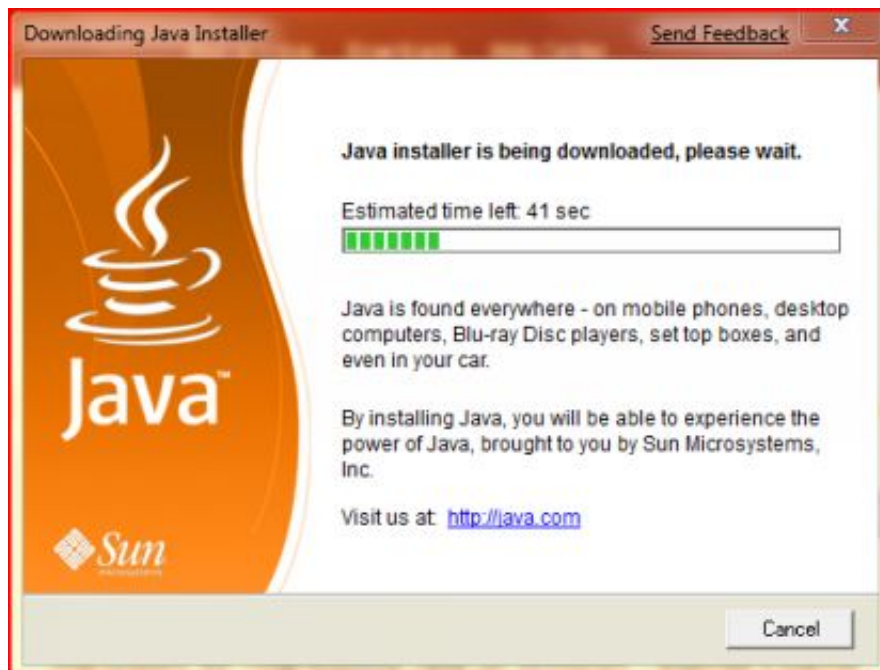 Downloading Java Installer
Send Feedback
Java installer is being downloaded, please wait.
Estimated time left: 41 sec
Java is found everywhere - on mobile phones, desktop
computers, Blu-ray Disc players, set top boxes, and
even in your car.
By installing Java, you will be able to experience the
power of Java, brought to you by Sun Microsystems,
Inc.
Visit us at: http://java.com
Java™
Sun
microsystems
Cancel